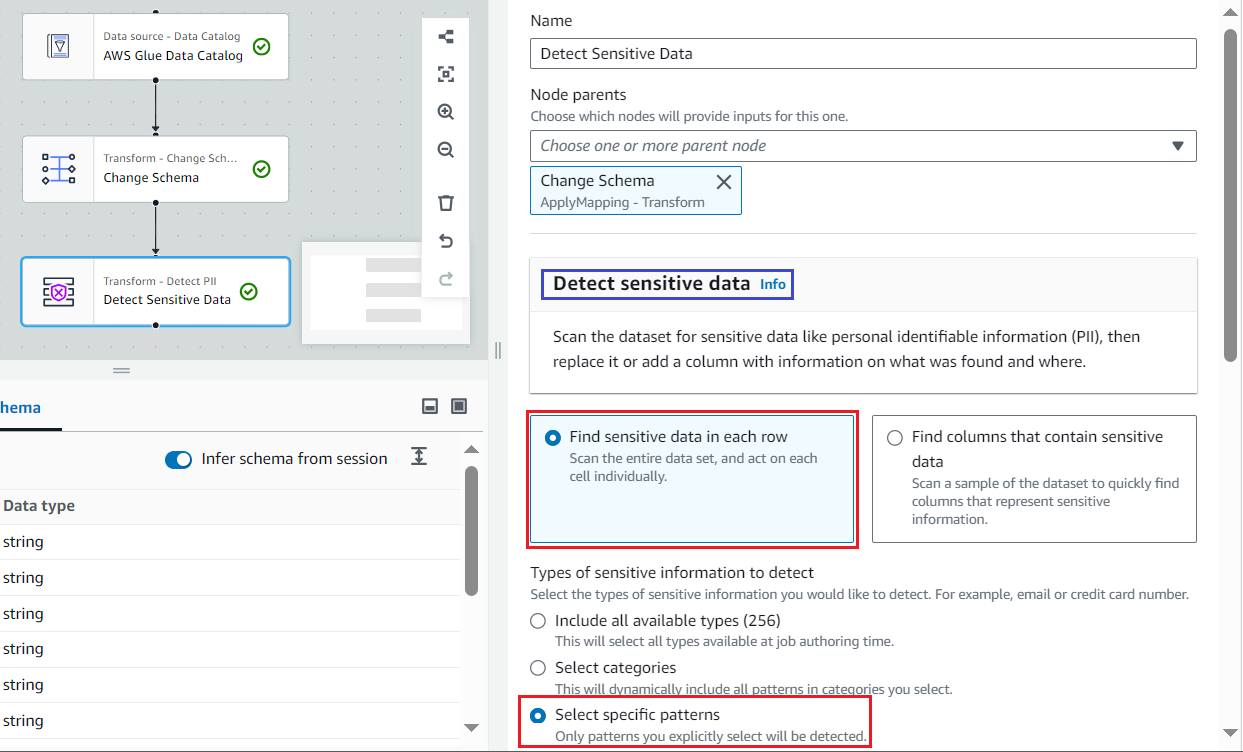 Data source - Data Catalog
AWS Glue Data Catalog
Transform - Change Sch...
Change Schema
Transform - Detect PII
Detect Sensitive Data
hema
Infer schema from session
Data type
string
string
string
string
string
string
Name
Detect Sensitive Data
Node parents
Choose which nodes will provide inputs for this one.
Choose one or more parent node
Change Schema
ApplyMapping - Transform
Detect sensitive data Info
Scan the dataset for sensitive data like personal identifiable information (PII), then
replace it or add a column with information on what was found and where.
Find sensitive data in each row
Scan the entire data set, and act on each
cell individually.
Find columns that contain sensitive
data
Scan a sample of the dataset to quickly find
columns that represent sensitive
information.
Types of sensitive information to detect
Select the types of sensitive information you would like to detect. For example, email or credit card number.
Include all available types (256)
This will select all types available at job authoring time.
Select categories
This will dynamically include all patterns in categories you select.
Select specific patterns
Only patterns you explicitly select will be detected.